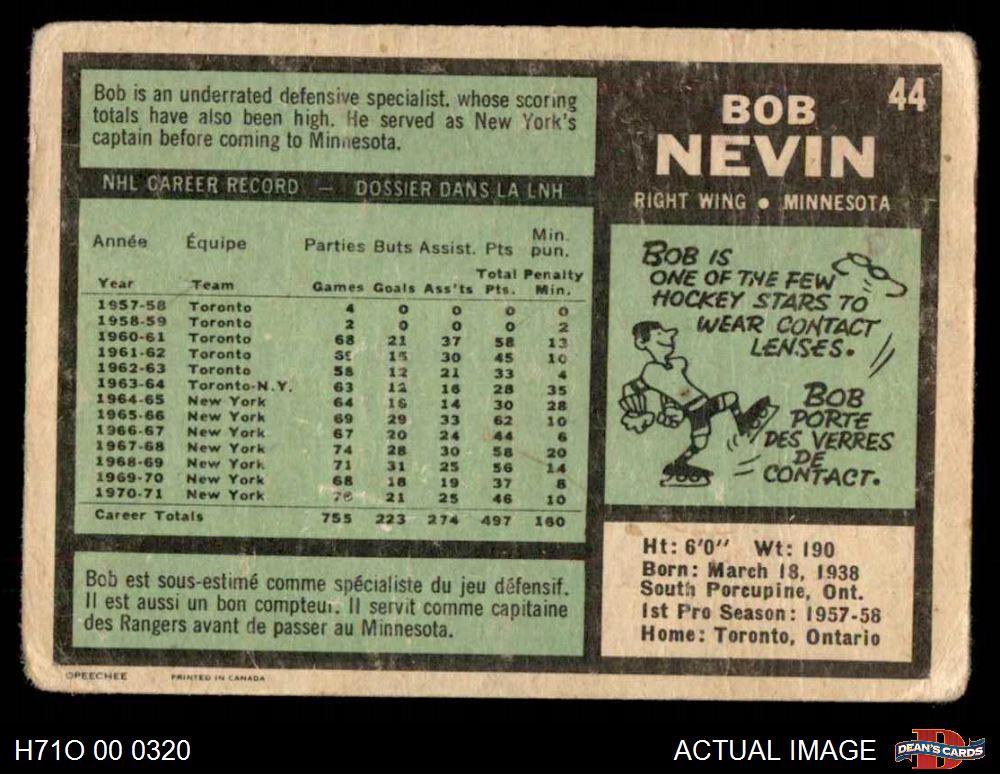 44
BOB
NEVIN
RIGHT WING • MINNESOTA
Bob is an underrated defensive specialist, whose scoring
totals have also been high. He served as New York's
captain before coming to Minnesota.
NHL CAREER RECORD — DOSSIER DANS LA LNH
Année Équipe Parties Buts Assist. Pts Min. pun.
Year Team Games Goals Ass'ts Total Pts. Penalty Min.
1957-58 Toronto 4 0 0 0 0
1958-59 Toronto 2 0 0 0 2
1960-61 Toronto 68 21 37 58 13
1961-62 Toronto 15 30 45 10
1962-63 Toronto 58 12 21 33 4
1963-64 Toronto-N.Y. 63 12 16 28 35
1964-65 New York 64 16 14 30 28
1965-66 New York 69 29 33 62 10
1966-67 New York 67 20 24 44 6
1967-68 New York 74 28 30 58 20
1968-69 New York 71 31 25 56 14
1969-70 New York 68 18 19 37 8
1970-71 New York 21 25 46 10
Career Totals 755 223 274 497 160
Bob est sous-estimé comme spécialiste du jeu défensif.
Il est aussi un bon compteur. Il servit comme capitaine
des Rangers avant de passer au Minnesota.
BOB IS
ONE OF THE FEW
HOCKEY STARS TO
WEAR CONTACT
LENSES.
BOB
PORTE
DES VERRES
DE
CONTACT.
Ht: 6'0" Wt: 190
Born: March 18, 1938
South Porcupine, Ont.
1st Pro Season: 1957-58
Home: Toronto, Ontario
OPEECHEE PRINTED IN CANADA
H71O 00 0320
ACTUAL IMAGE
DEAN'S CARDS